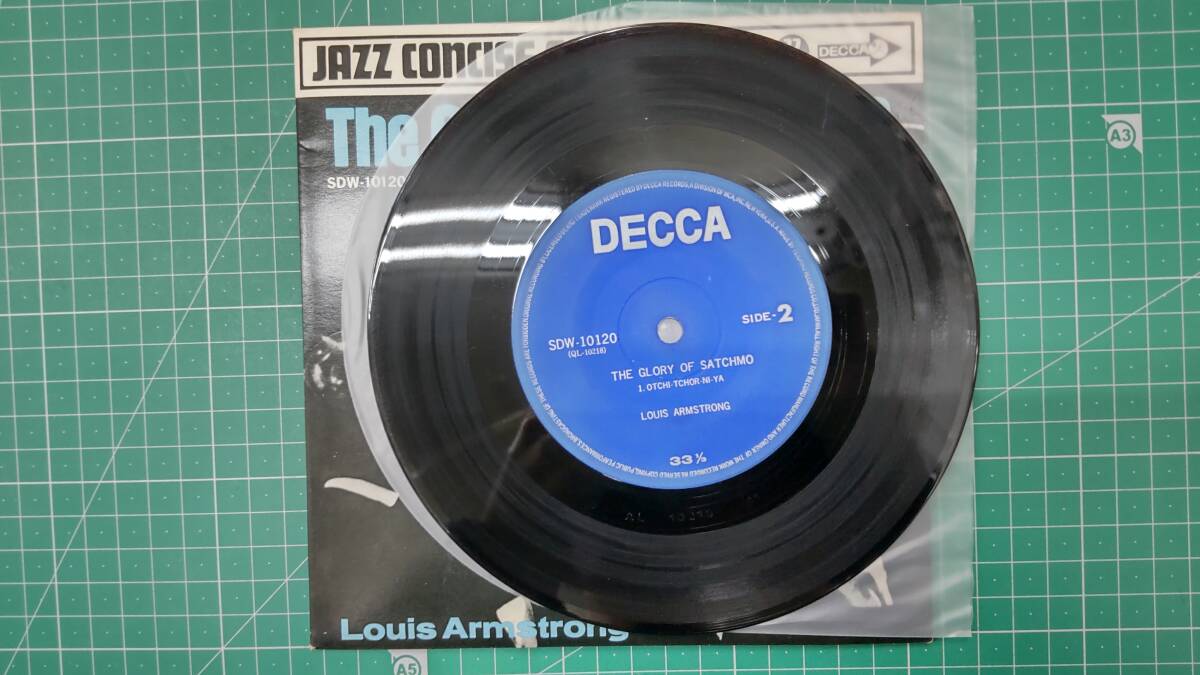 JAZZ CONCISE
DECCA
The
SDW-10120
A3
DECCA
SIDE-2
SDW-10120
(QL-10218)
THE GLORY OF SATCHMO
1. OTCHI-TCHOR-NI-YA
LOUIS ARMSTRONG
33⅓
Louis Armstrong
A5